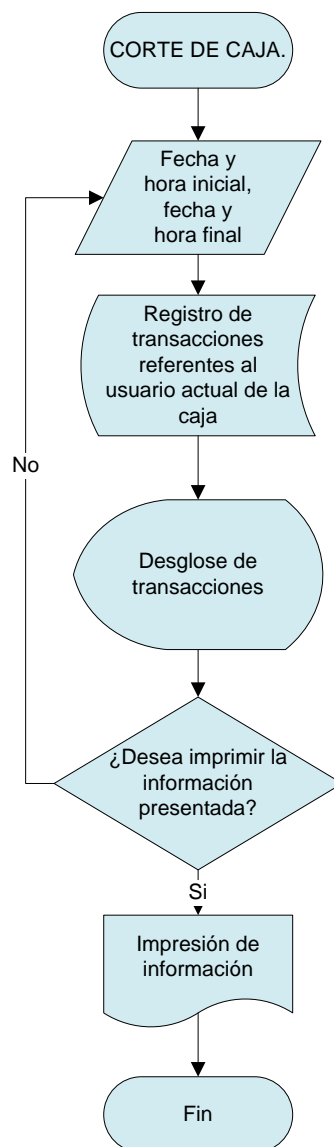 CORTE DE CAJA.
Fecha y
hora inicial,
fecha y
hora final
Registro de
transacciones
referentes al
usuario actual de la
caja
No
Desglose de
transacciones
¿Desea imprimir la
información
presentada?
Si
Impresión de
información
Fin